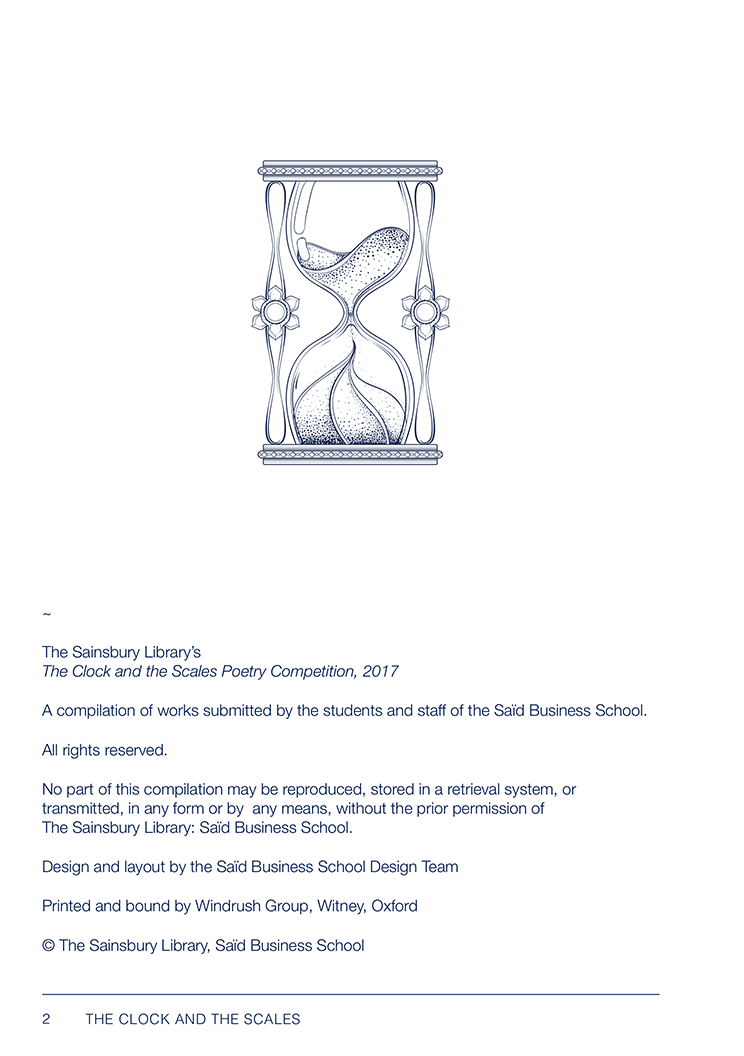 ~
The Sainsbury Library’s
The Clock and the Scales Poetry Competition, 2017
A compilation of works submitted by the students and staff of the Saïd Business School.
All rights reserved.
No part of this compilation may be reproduced, stored in a retrieval system, or
transmitted, in any form or by  any means, without the prior permission of
The Sainsbury Library: Saïd Business School.
Design and layout by the Saïd Business School Design Team
Printed and bound by Windrush Group, Witney, Oxford
© The Sainsbury Library, Saïd Business School
2 THE CLOCK AND THE SCALES